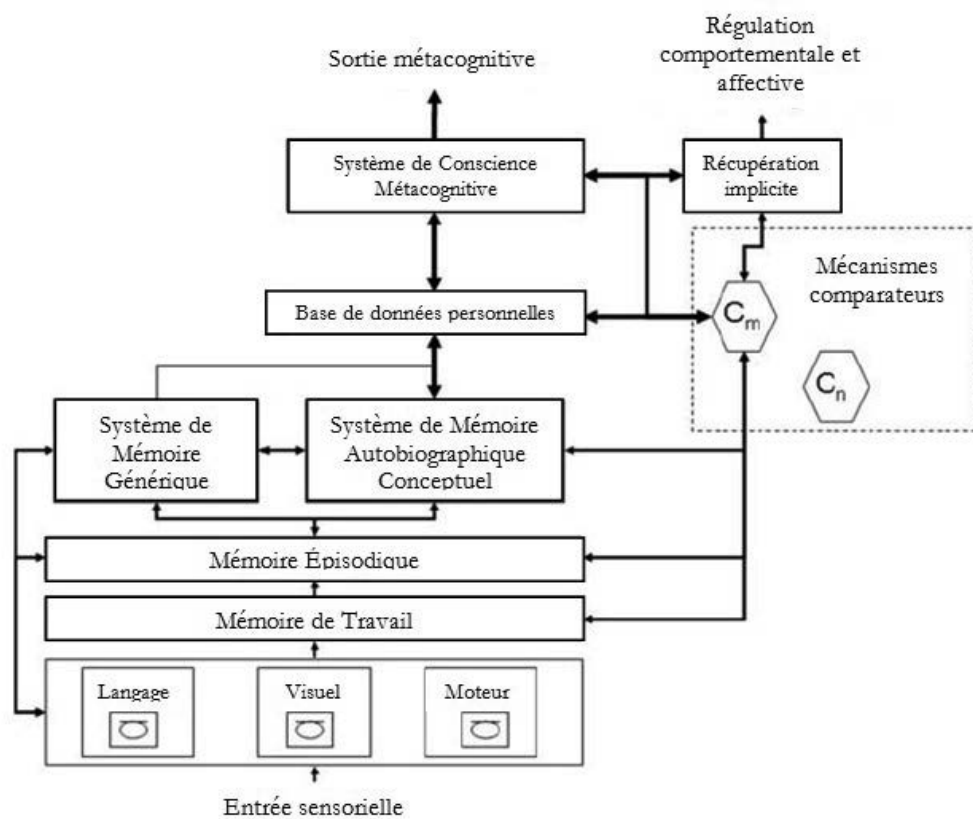 Régulation
comportementale et
affective
Sortie métacognitive
Système de Conscience
Métacognitive
Récupération
implicite
Mécanismes
comparateurs
Base de données personnelles
Cm
Cn
Système de
Mémoire
Générique
Système de Mémoire
Autobiographique
Conceptuel
Mémoire Épisodique
Mémoire de Travail
Langage
Visuel
Moteur
Entrée sensorielle